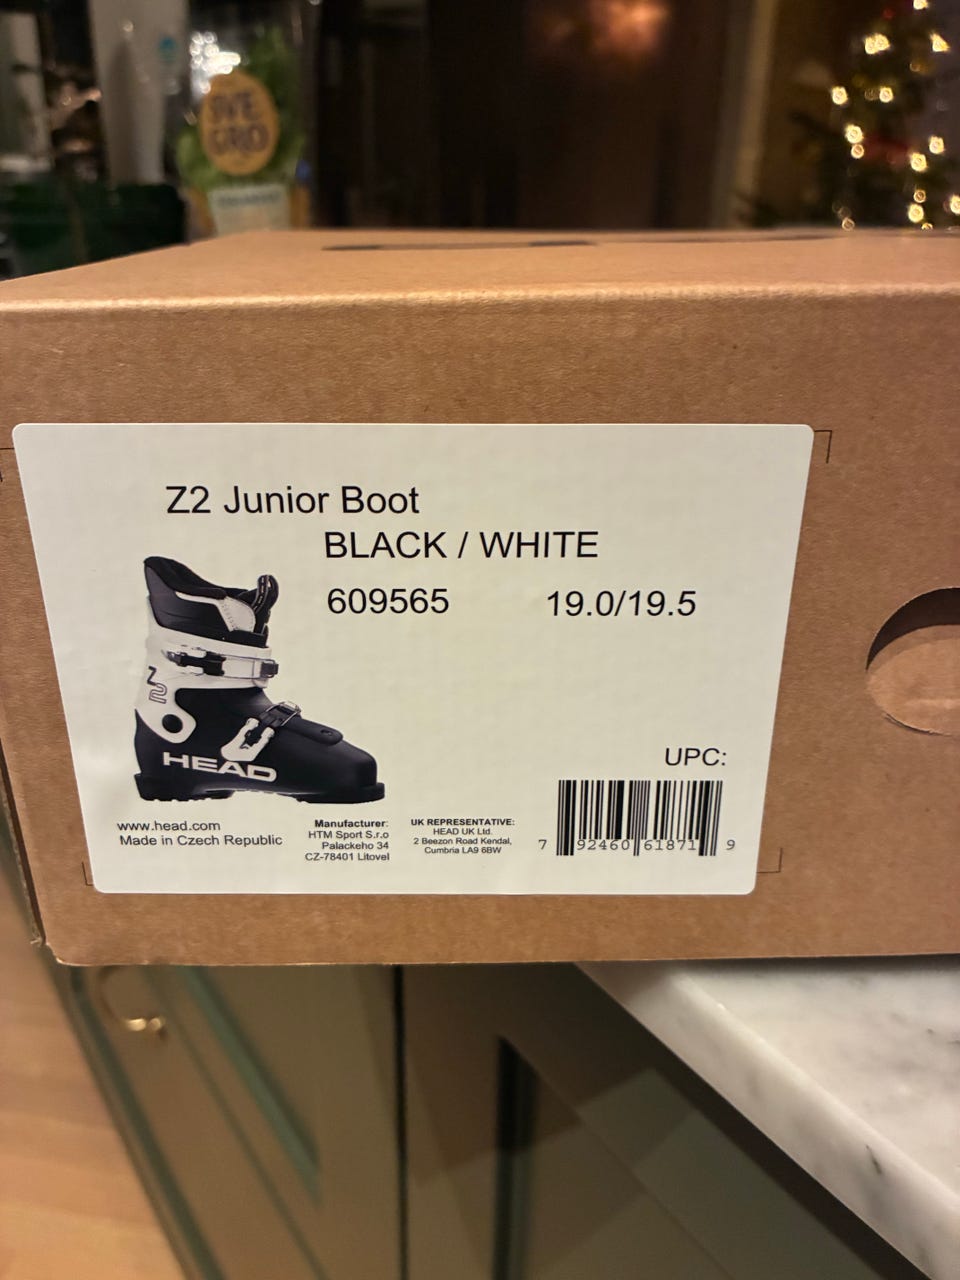 SVE
GRO
Z2 Junior Boot
BLACK / WHITE
609565 19.0/19.5
Z2
HEAD
UPC:
www.head.com
Made in Czech Republic
Manufacturer:
HTM Sport S.r.o
Palackeho 34
CZ-78401 Litovel
UK REPRESENTATIVE:
HEAD UK Ltd.
2 Beezon Road Kendal,
Cumbria LA9 6BW
7 92460 61871 9